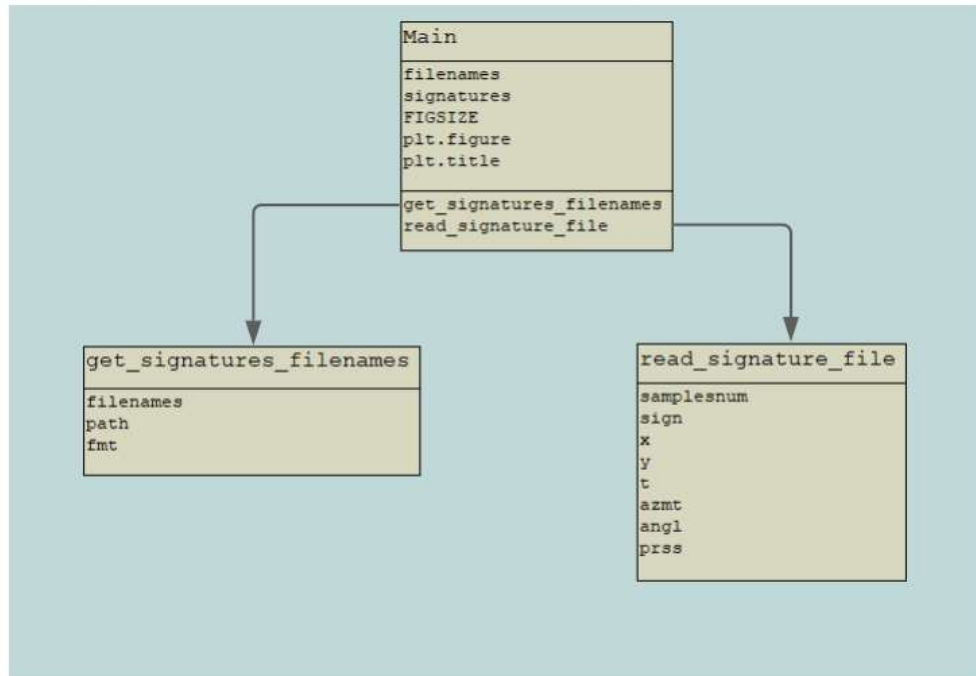 Main
filenames
signatures
FIGSIZE
plt.figure
plt.title
get_signatures_filenames
read_signature_file
get_signatures_filenames
filenames
path
fmt
read_signature_file
samplesnum
sign
x
y
t
azmt
angl
prss